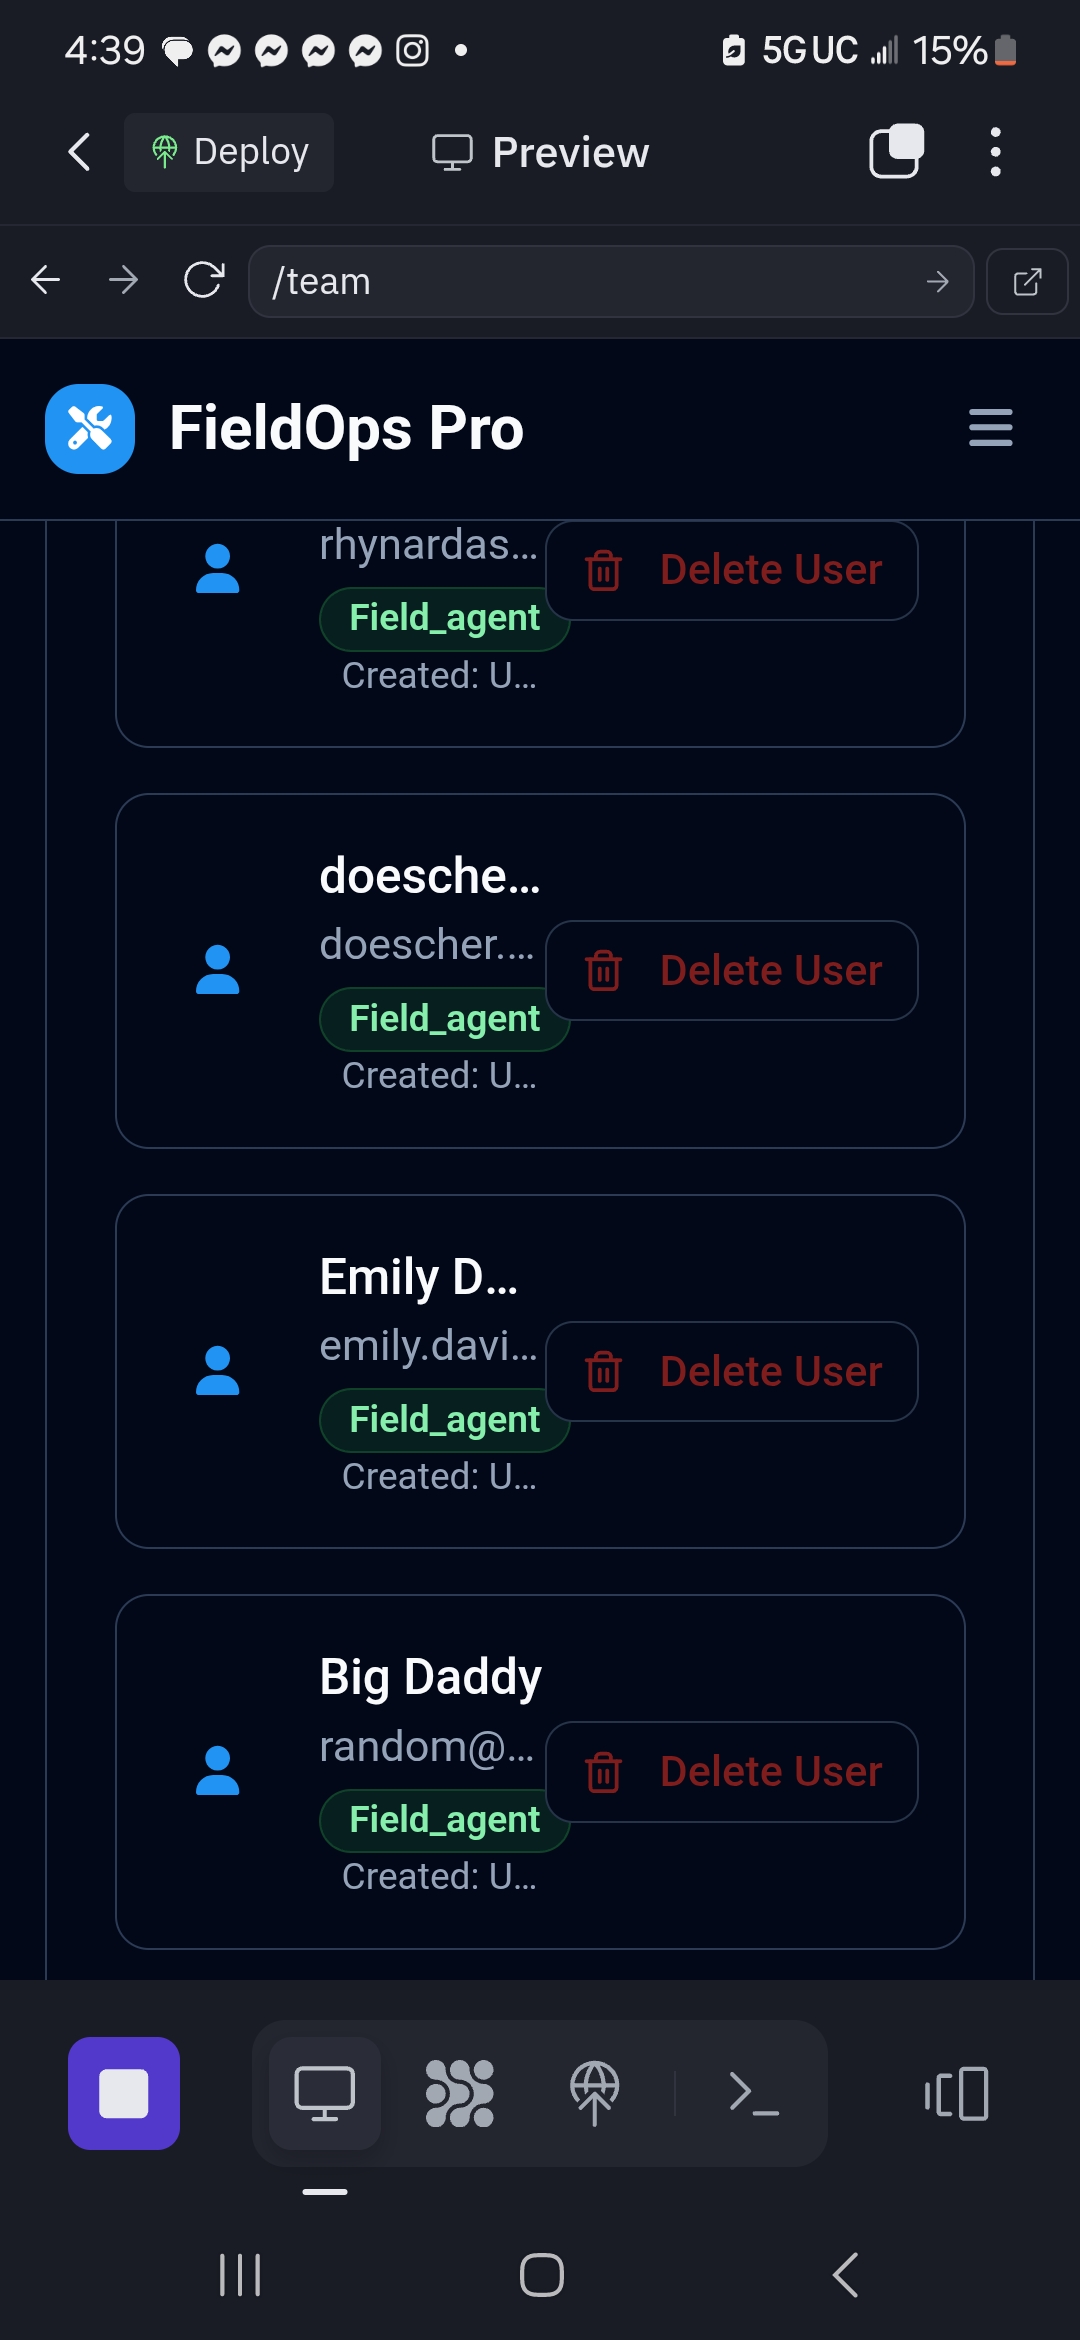 4:39
5G UC
15%
Deploy
Preview
/team
FieldOps Pro
rhynardas...
Delete User
Field_agent
Created: U...
doesche...
doescher....
Delete User
Field_agent
Created: U...
Emily D...
emily.davi...
Delete User
Field_agent
Created: U...
Big Daddy
random@...
Delete User
Field_agent
Created: U...